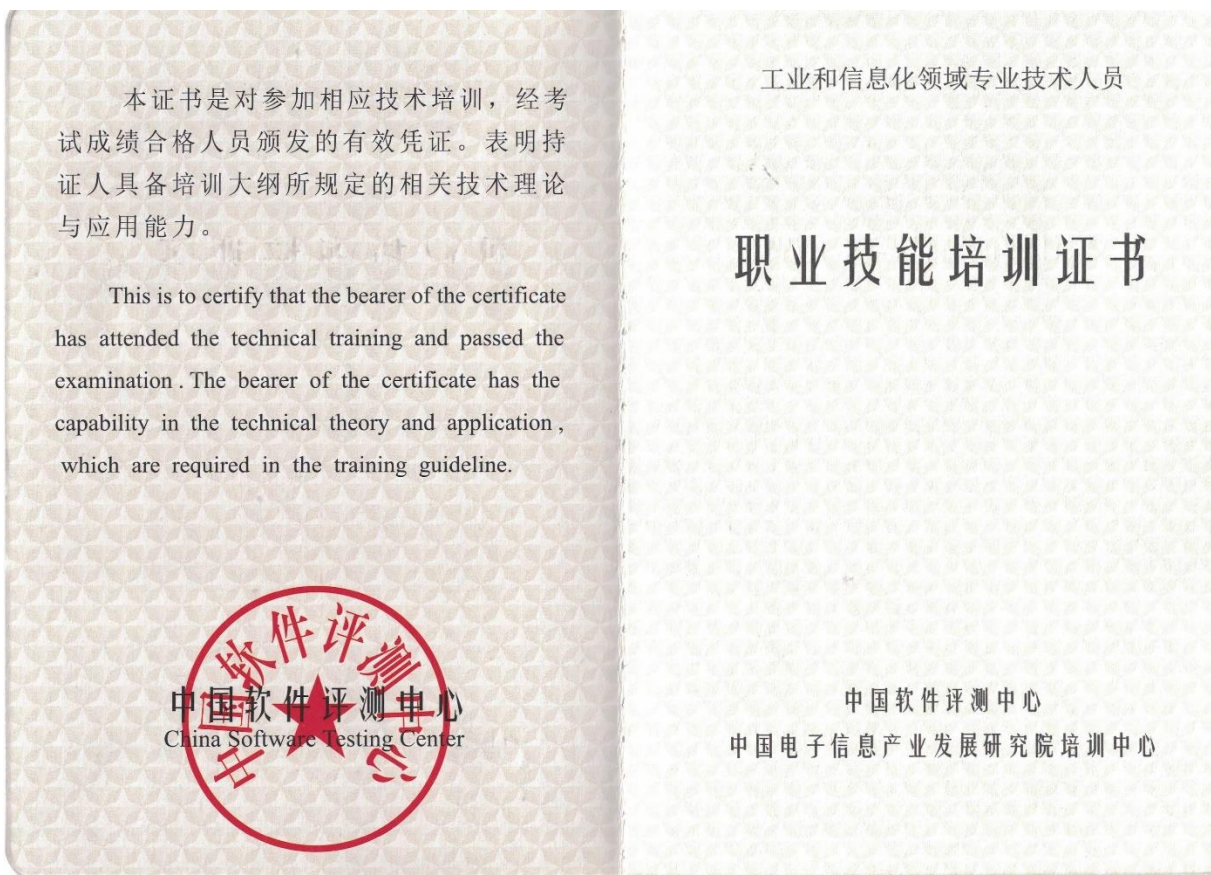 本证书是对参加相应技术培训，经考
试成绩合格人员颁发的有效凭证。表明持
证人具备培训大纲所规定的相关技术理论
与应用能力。
This is to certify that the bearer of the certificate
has attended the technical training and passed the
examination . The bearer of the certificate has the
capability in the technical theory and application ,
which are required in the training guideline.
中国软件评测中心
中国软件评测中心
China Software Testing Center
工业和信息化领域专业技术人员
职业技能培训证书
中国软件评测中心
中国电子信息产业发展研究院培训中心